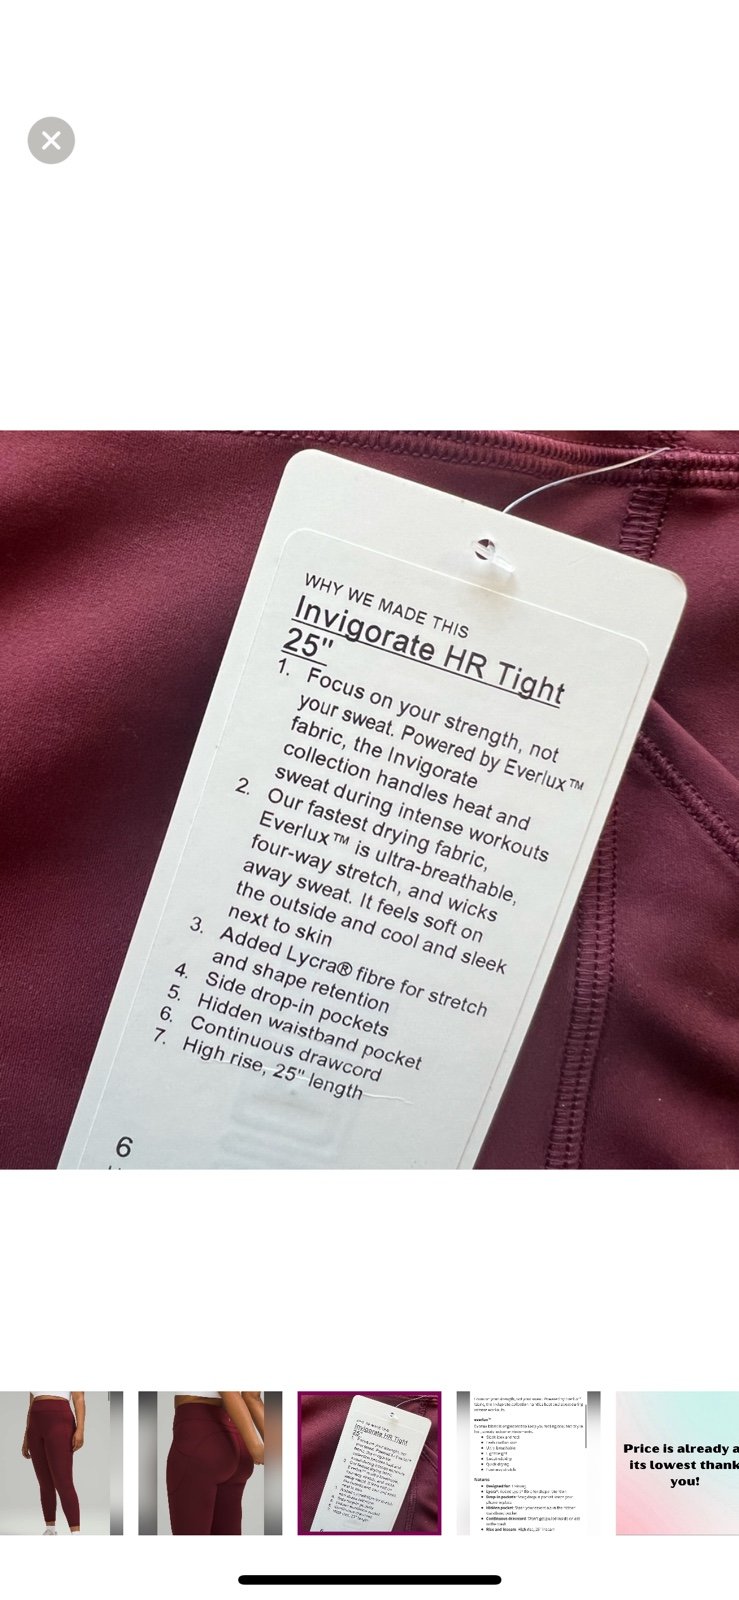 WHY WE MADE THIS
Invigorate HR Tight
25"
1. Focus on your strength, not
your sweat. Powered by Everlux™
fabric, the Invigorate
collection handles heat and
sweat during intense workouts
2. Our fastest drying fabric,
Everlux™ is ultra-breathable,
four-way stretch, and wicks
away sweat. It feels soft on
the outside and cool and sleek
next to skin
3. Added Lycra® fibre for stretch
and shape retention
4. Side drop-in pockets
5. Hidden waistband pocket
6. Continuous drawcord
7. High rise, 25" length
6
Price is already a
its lowest thank
you!